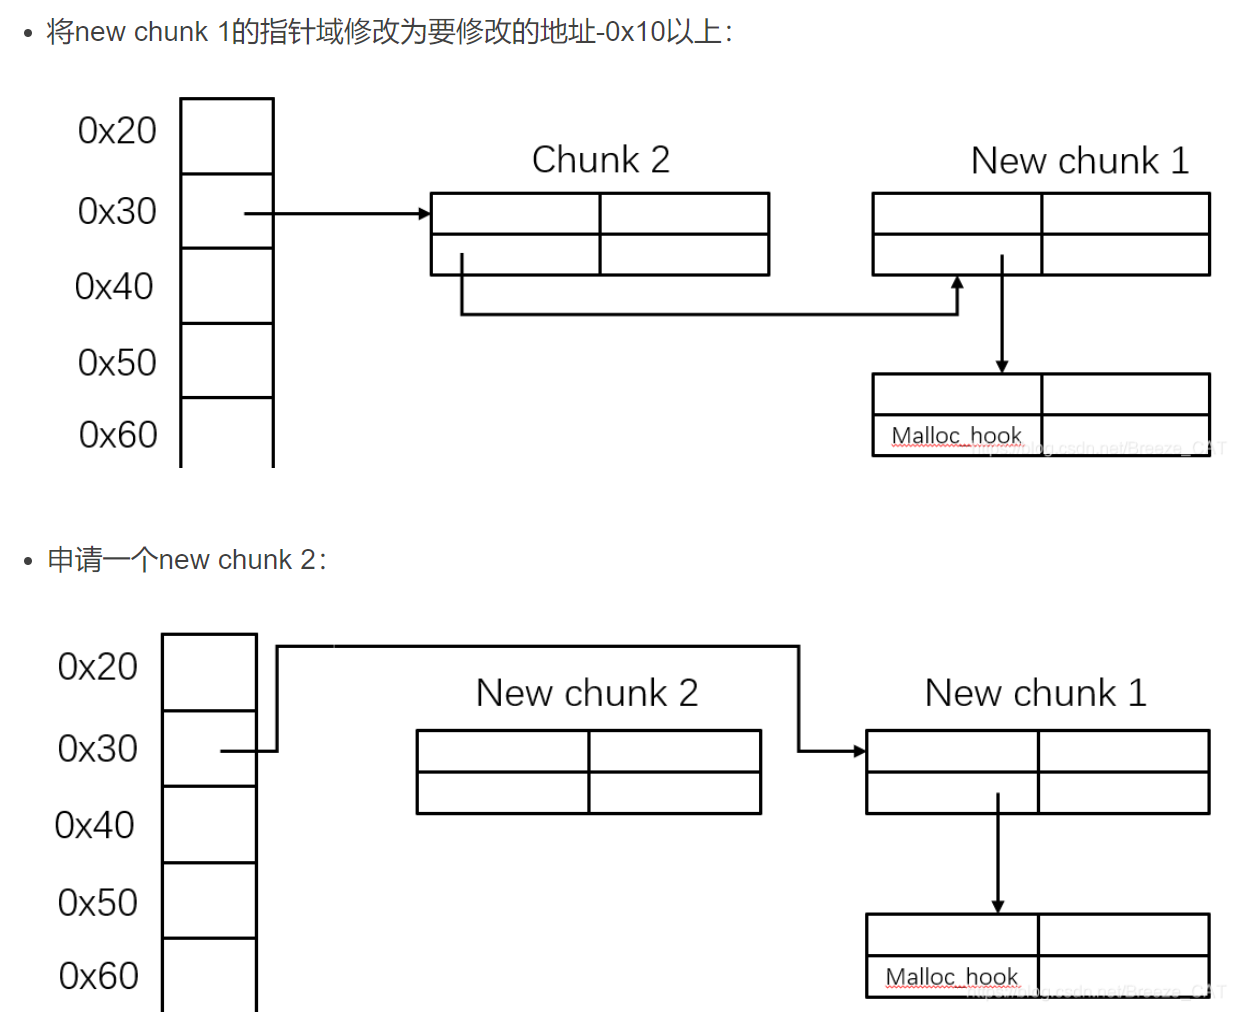 将new chunk 1的指针域修改为要修改的地址-0x10以上：
0x20
Chunk 2
New chunk 1
0x30
0x40
0x50
0x60
Malloc_hook
https://blog.csdn.net/Breeze_CAT
申请一个new chunk 2：
0x20
New chunk 2
New chunk 1
0x30
0x40
0x50
0x60
Malloc_hook
https://blog.csdn.net/Breeze_CAT